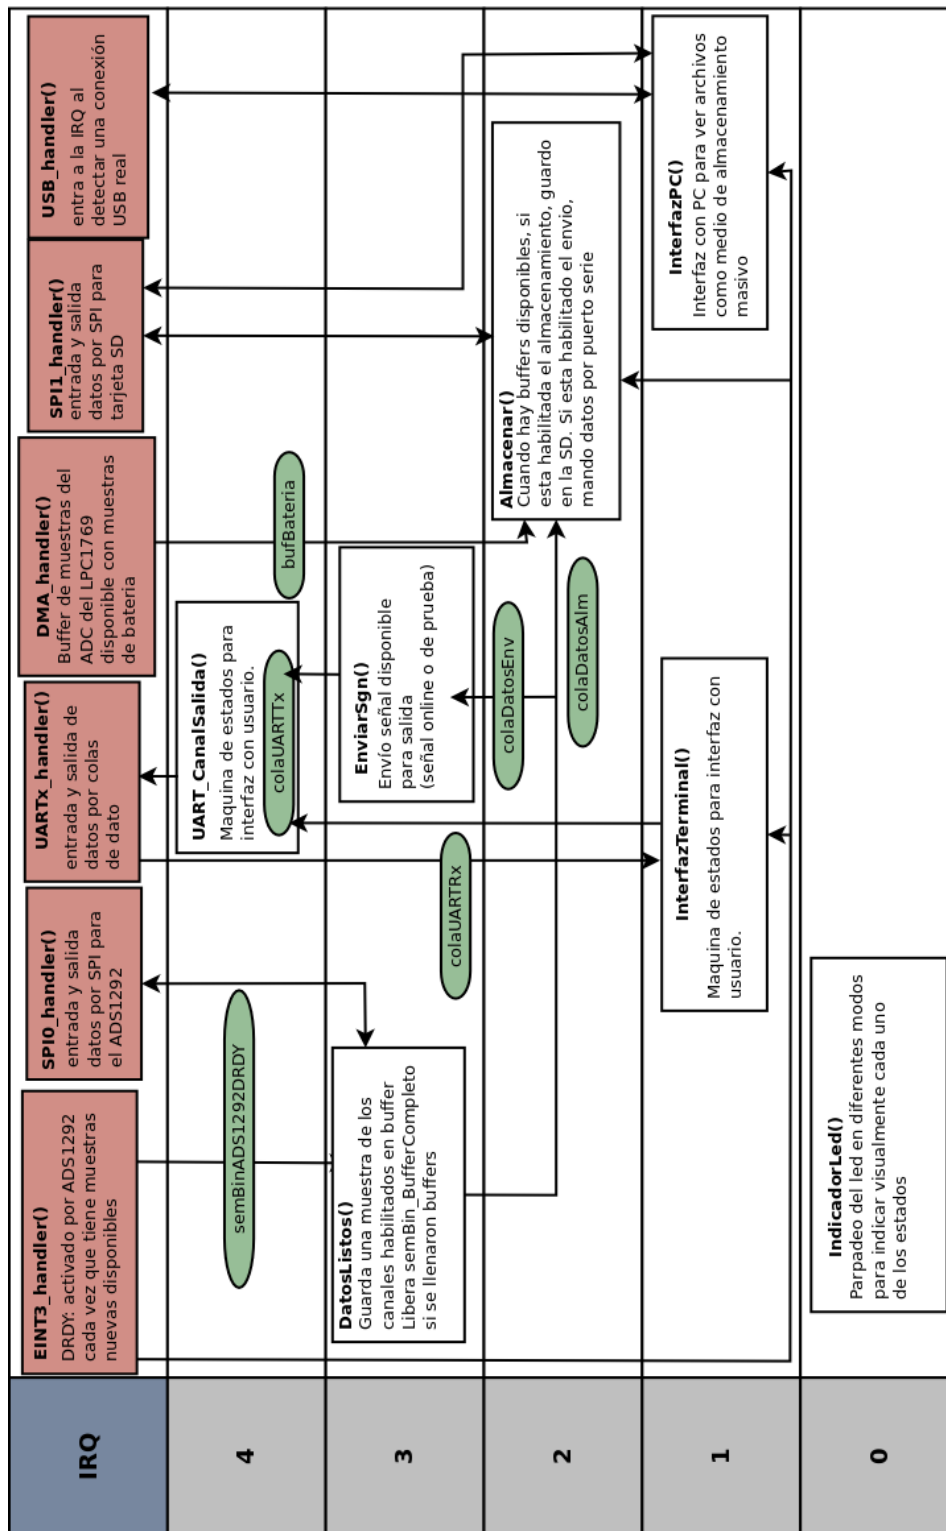 IRQ
EINT3_handler()
DRDY: activado por ADS1292
cada vez que tiene muestras
nuevas disponibles
SPI0_handler()
entrada y salida
datos por SPI para
el ADS1292
UARTx_handler()
entrada y salida de
datos por colas
de dato
DMA_handler()
Buffer de muestras del
ADC del LPC1769
disponible con muestras
de bateria
SPI1_handler()
entrada y salida
datos por SPI para
tarjeta SD
USB_handler()
entra a la IRQ al
detectar una conexión
USB real
4
semBinADS1292DRDY
UART_CanalSalida()
Maquina de estados para
interfaz con usuario.
colaUARTTx
bufBateria
3
DatosListos()
Guarda una muestra de los
canales habilitados en buffer
Libera semBin_BufferCompleto
si se llenaron buffers
colaUARTRx
EnviarSgn()
Envío señal disponible
para salida
(señal online o de prueba)
2
colaDatosEnv
colaDatosAlm
Almacenar()
Cuando hay buffers disponibles, si
esta habilitada el almacenamiento, guardo
en la SD. Si esta habilitado el envio,
mando datos por puerto serie
1
InterfazTerminal()
Maquina de estados para interfaz con
usuario.
InterfazPC()
Interfaz con PC para ver archivos
como medio de almacenamiento
masivo
0
IndicadorLed()
Parpadeo del led en diferentes modos
para indicar visualmente cada uno
de los estados